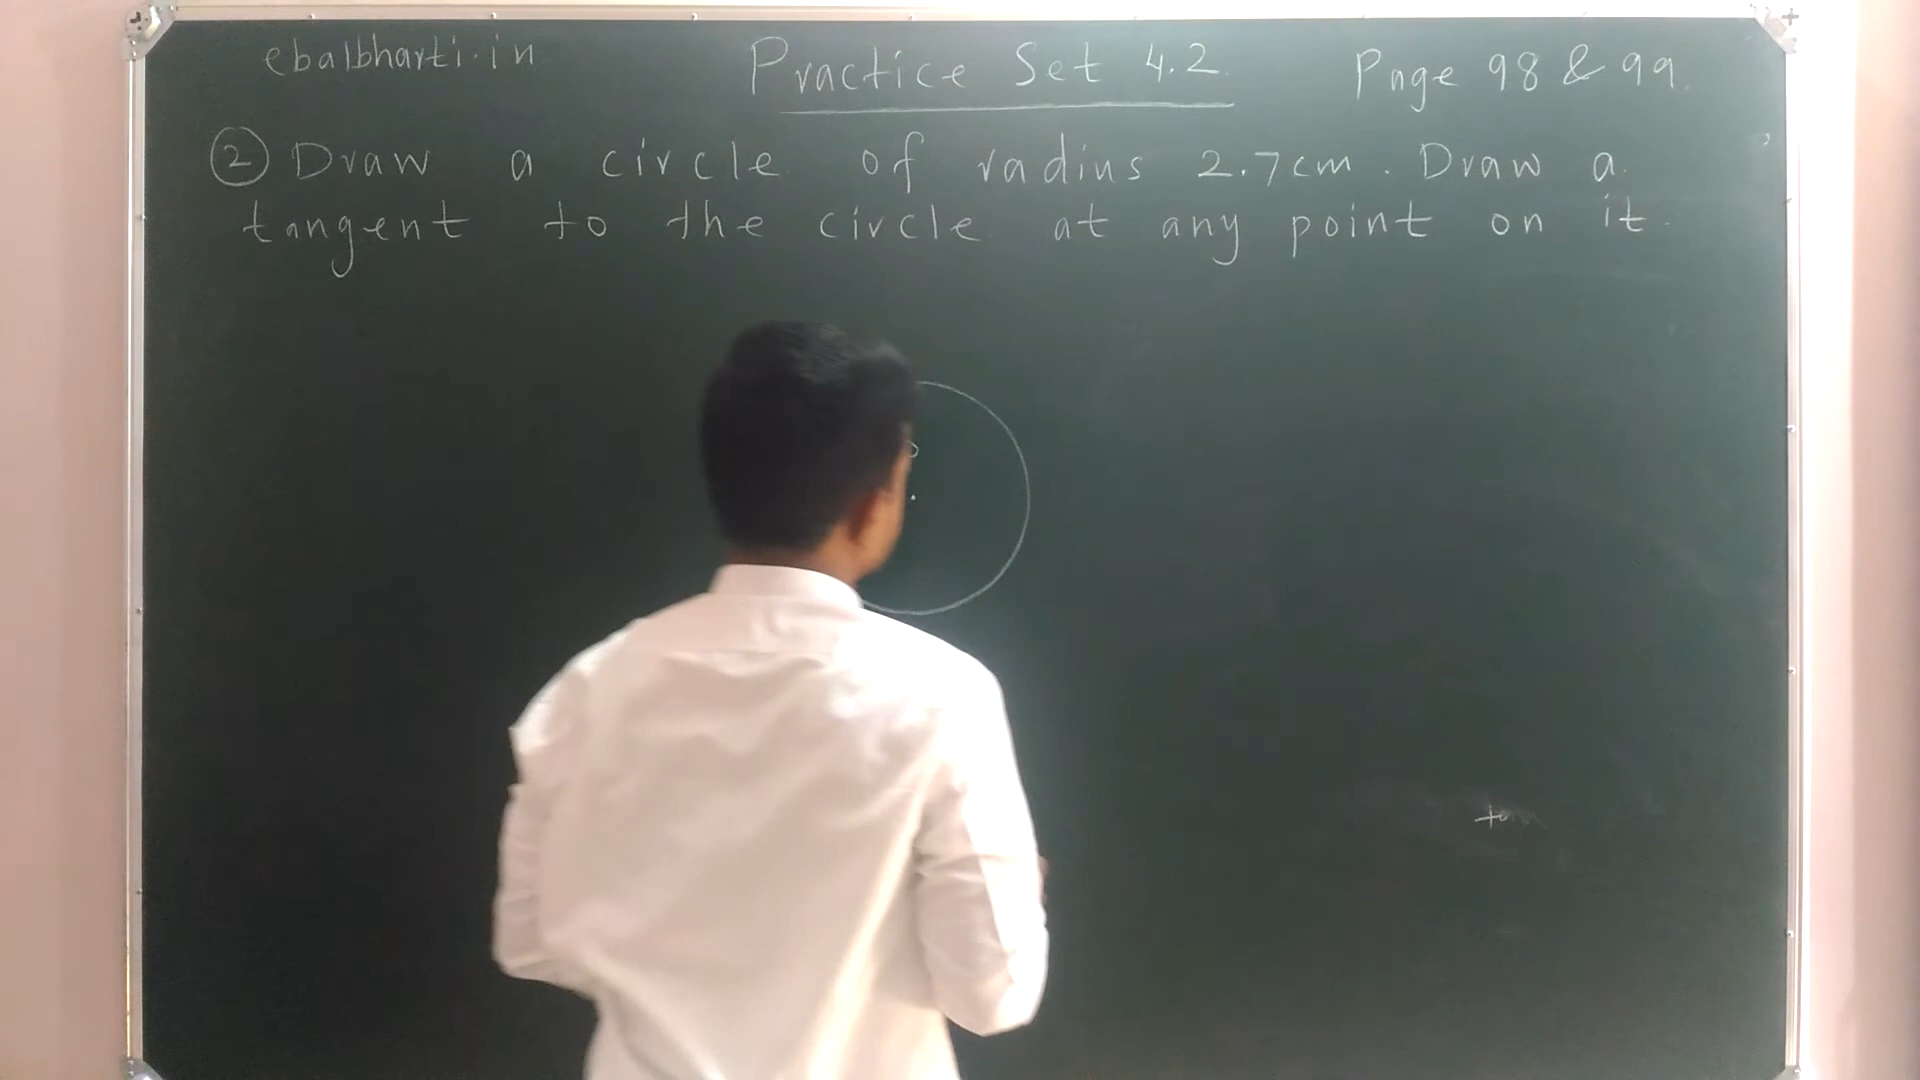 ebalbharti.in
Practice Set 4.2.
Page 98 & 99.
② Draw a circle of radius 2.7cm. Draw a
tangent to the circle at any point on it.